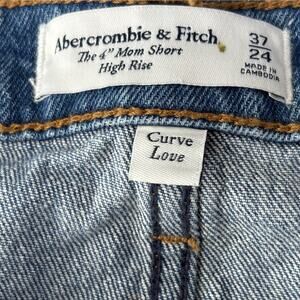 Abercrombie & Fitch
The 4" Mom Short
High Rise
37
24
MADE IN
CAMBODIA
Curve
Love